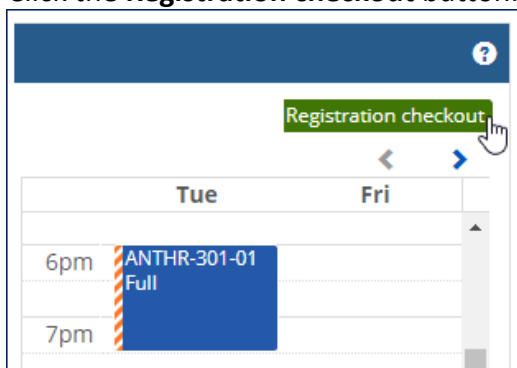 Click the Registration checkout button
?
Registration checkout
Tue Fri
6pm ANTHR-301-01
Full
7pm